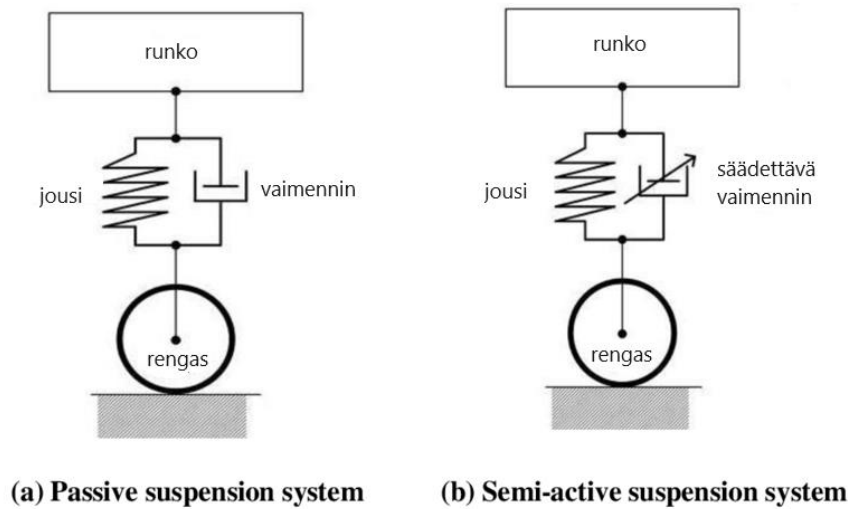 runko
jousi
vaimennin
rengas
(a) Passive suspension system
runko
jousi
säädettävä
vaimennin
rengas
(b) Semi-active suspension system